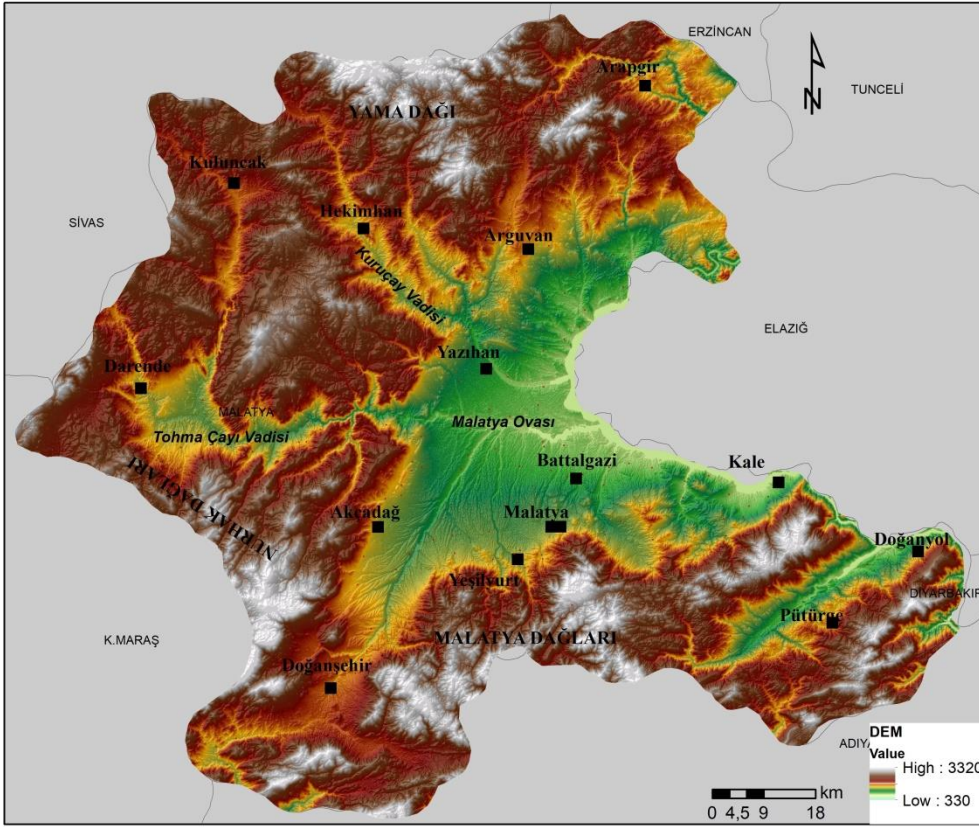 ERZİNCAN
Arapgir
TUNCELİ
N
YAMA DAĞI
Kuluncak
SİVAS
Hekimhan
Arguvan
Kuruçay Vadisi
ELAZIĞ
Yazıhan
Darende
MALATYA
Malatya Ovası
Tohma Çayı Vadisi
Battalgazi
Kale
NURHAK DAĞLARI
Akçadağ
Malatya
Doğanyol
Yeşilyurt
DİYARBAKIR
Pütürge
K.MARAŞ
MALATYA DAĞLARI
Doğanşehir
DEM
ADIYA
Value
High : 3320
Low : 330
km
0 4,5 9 18